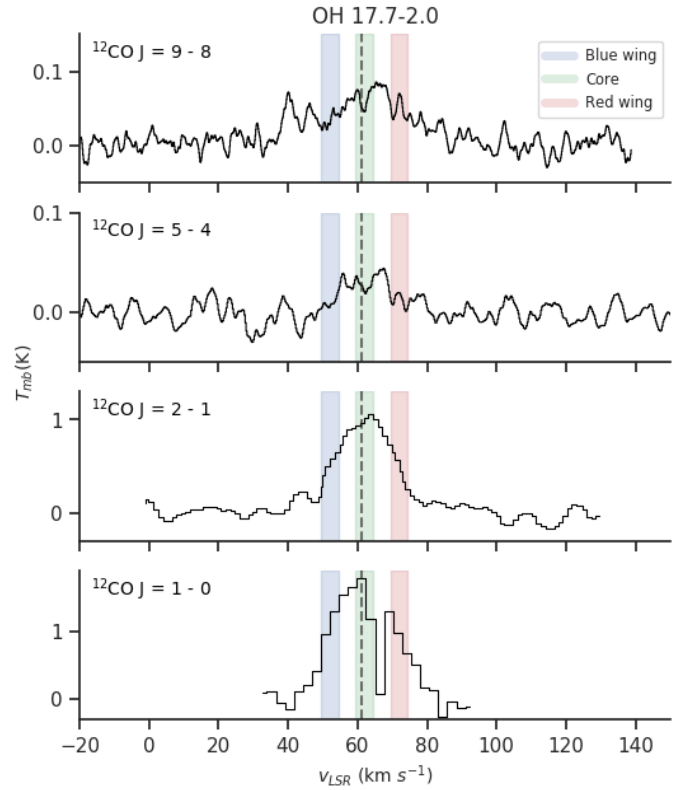 OH 17.7-2.0
¹²CO J = 9 - 8
Blue wing
Core
Red wing
0.1
0.0
¹²CO J = 5 - 4
0.1
0.0
T_mb(K)
¹²CO J = 2 - 1
1
0
¹²CO J = 1 - 0
1
0
−20 0 20 40 60 80 100 120 140
v_LSR (km s⁻¹)